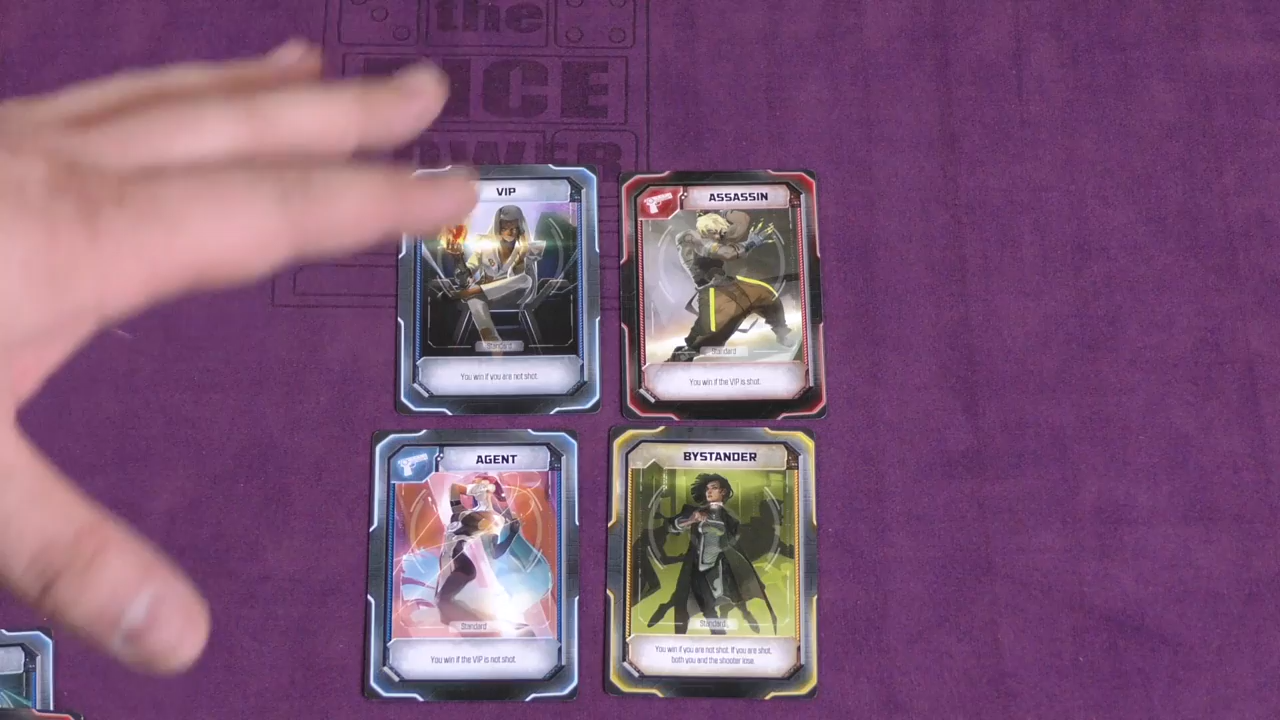 the
DICE
TOWER
VIP
Standard
You win if you are not shot.
ASSASSIN
Standard
You win if the VIP is shot.
AGENT
Standard
You win if the VIP is not shot.
BYSTANDER
Standard
You win if you are not shot. If you are shot,
both you and the shooter lose.